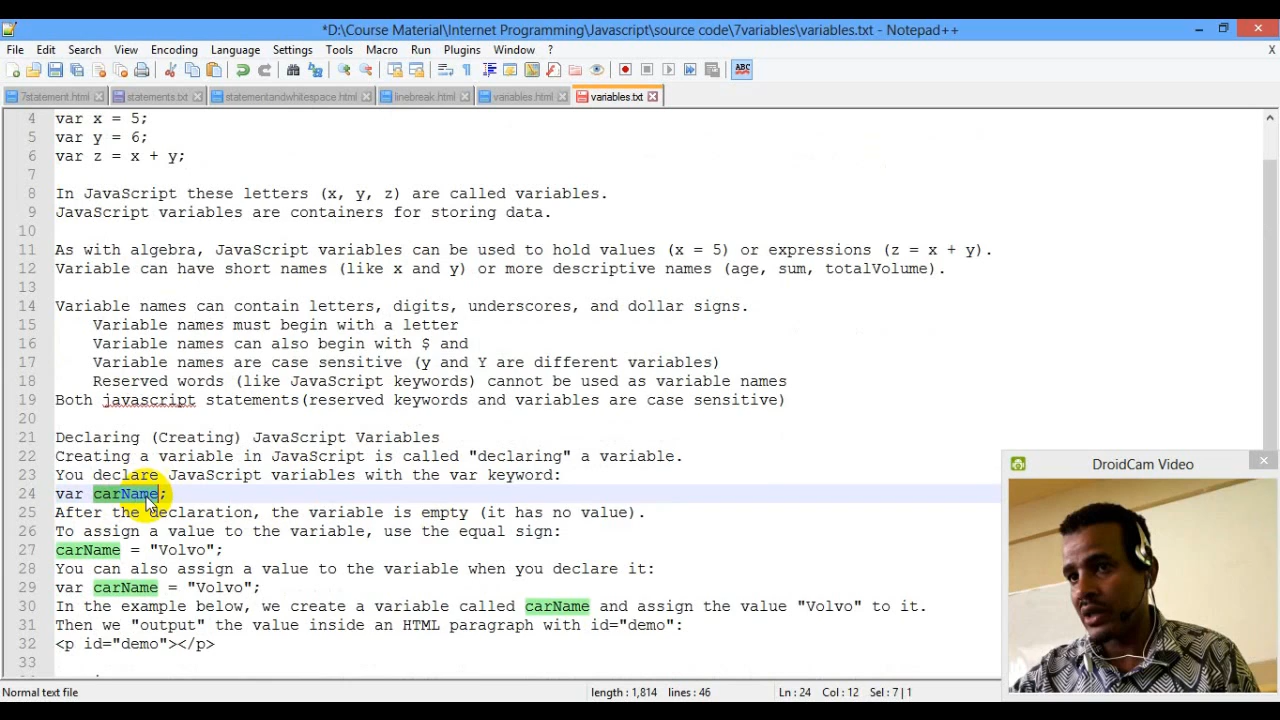 *D:\Course Material\Internet Programming\Javascript\source code\7variables\variables.txt - Notepad++
File Edit Search View Encoding Language Settings Tools Macro Run Plugins Window ? X
ABC
7statement.html statements.txt statementandwhitespace.html linebreak.html variables.html variables.txt
4 var x = 5;
5 var y = 6;
6 var z = x + y;
7
8 In JavaScript these letters (x, y, z) are called variables.
9 JavaScript variables are containers for storing data.
10
11 As with algebra, JavaScript variables can be used to hold values (x = 5) or expressions (z = x + y).
12 Variable can have short names (like x and y) or more descriptive names (age, sum, totalVolume).
13
14 Variable names can contain letters, digits, underscores, and dollar signs.
15 Variable names must begin with a letter
16 Variable names can also begin with $ and
17 Variable names are case sensitive (y and Y are different variables)
18 Reserved words (like JavaScript keywords) cannot be used as variable names
19 Both javascript statements(reserved keywords and variables are case sensitive)
20
21 Declaring (Creating) JavaScript Variables
22 Creating a variable in JavaScript is called "declaring" a variable.
23 You declare JavaScript variables with the var keyword:
24 var carName;
25 After the declaration, the variable is empty (it has no value).
26 To assign a value to the variable, use the equal sign:
27 carName = "Volvo";
28 You can also assign a value to the variable when you declare it:
29 var carName = "Volvo";
30 In the example below, we create a variable called carName and assign the value "Volvo" to it.
31 Then we "output" the value inside an HTML paragraph with id="demo":
32 <p id="demo"></p>
33
DroidCam Video
Normal text file length : 1,814 lines : 46 Ln : 24 Col : 12 Sel : 7 | 1